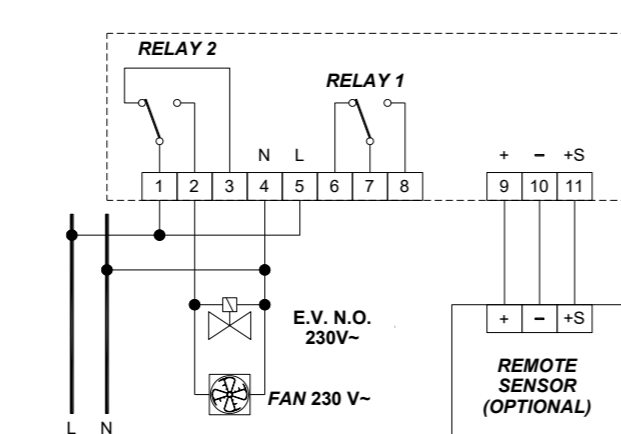 RELAY 2
RELAY 1
N L
+ − +S
1 2 3 4 5 6 7 8
9 10 11
E.V. N.O.
230V~
+ − +S
REMOTE
SENSOR
(OPTIONAL)
FAN 230 V~
L N